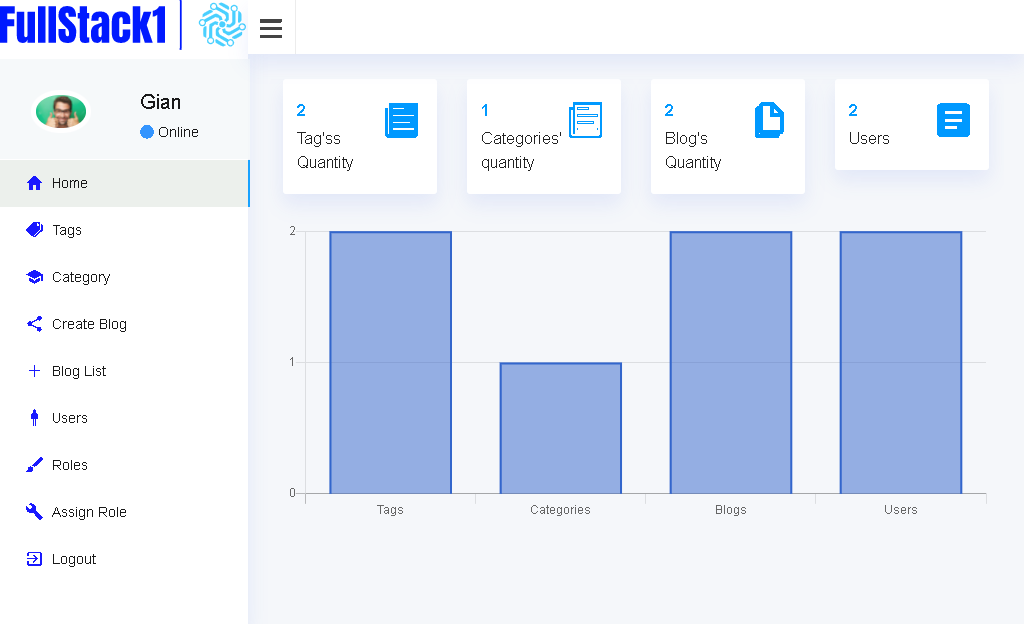 FullStack1
Gian
Online
Home
Tags
Category
Create Blog
Blog List
Users
Roles
Assign Role
Logout
2
Tag'ss
Quantity
1
Categories'
quantity
2
Blog's
Quantity
2
Users
2
1
0
Tags
Categories
Blogs
Users